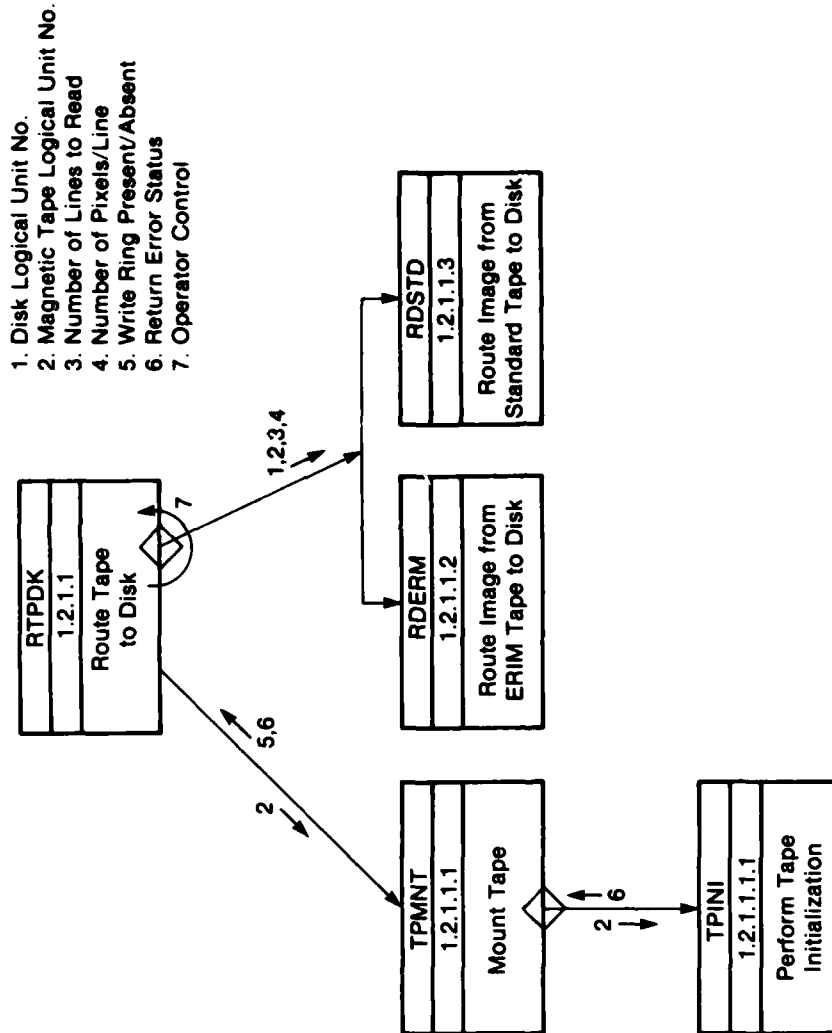 1. Disk Logical Unit No.
2. Magnetic Tape Logical Unit No.
3. Number of Lines to Read
4. Number of Pixels/Line
5. Write Ring Present/Absent
6. Return Error Status
7. Operator Control
RTPDK
1.2.1.1
Route Tape
to Disk
7
5,6
2
1,2,3,4
TPMNT
1.2.1.1.1
Mount Tape
RDERM
1.2.1.1.2
Route Image from
ERIM Tape to Disk
RDSTD
1.2.1.1.3
Route Image from
Standard Tape to Disk
2
6
TPINI
1.2.1.1.1.1
Perform Tape
Initialization